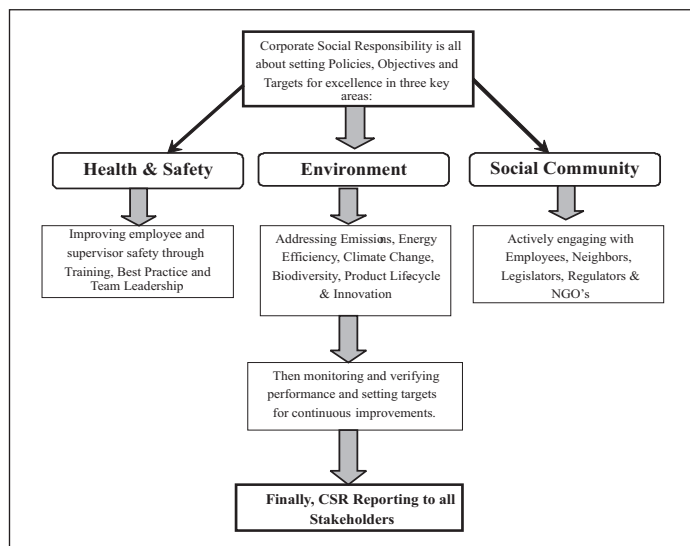 Corporate Social Responsibility is all
about setting Policies, Objectives and
Targets for excellence in three key
areas:
Health & Safety
Environment
Social Community
Improving employee and
supervisor safety through
Training, Best Practice and
Team Leadership
Addressing Emissions, Energy
Efficiency, Climate Change,
Biodiversity, Product Lifecycle
& Innovation
Actively engaging with
Employees, Neighbors,
Legislators, Regulators &
NGO's
Then monitoring and verifying
performance and setting targets
for continuous improvements.
Finally, CSR Reporting to all
Stakeholders